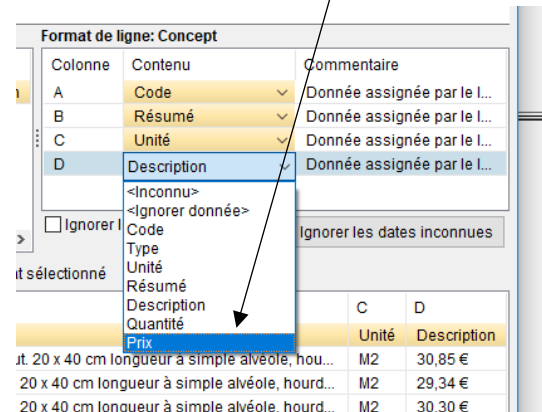 Format de ligne: Concept
Colonne Contenu Commentaire
A Code Donnée assignée par le l...
B Résumé Donnée assignée par le l...
C Unité Donnée assignée par le l...
D Description Donnée assignée par le l...
<Inconnu>
<Ignorer donnée>
Ignorer l
Code
Ignorer les dates inconnues
Type
Unité
t sélectionné
Résumé
Description
Quantité
Prix
C D
Unité Description
ut. 20 x 40 cm longueur à simple alvéole, hou... M2 30,85 €
20 x 40 cm longueur à simple alvéole, hourd... M2 29,34 €
20 x 40 cm longueur à simple alvéole, hourd... M2 30,30 €